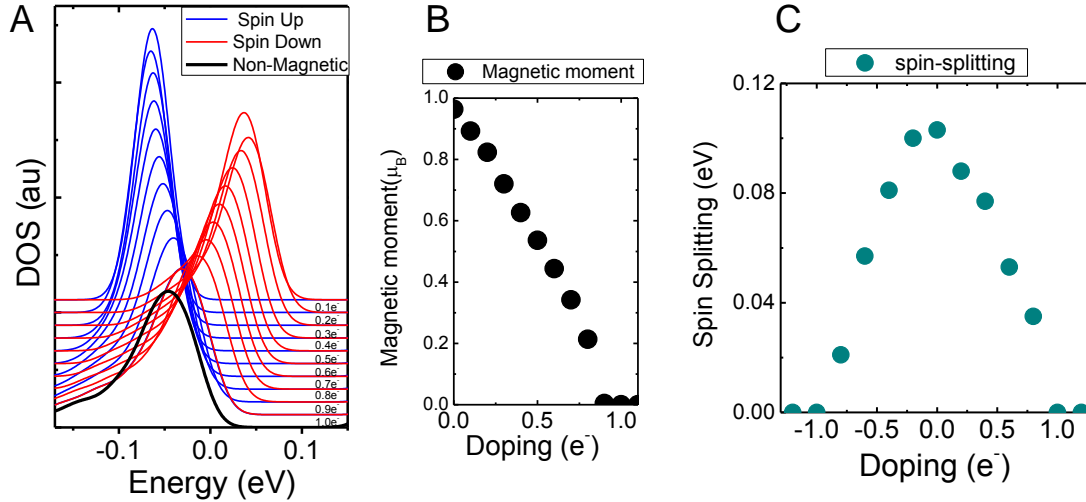 A
Spin Up
Spin Down
Non-Magnetic
DOS (au)
0.1e-
0.2e-
0.3e-
0.4e-
0.5e-
0.6e-
0.7e-
0.8e-
0.9e-
1.0e-
-0.1 0.0 0.1
Energy (eV)
B
Magnetic moment
Magnetic moment(μB)
1.0
0.8
0.6
0.4
0.2
0.0
0.0 0.5 1.0
Doping (e-)
C
spin-splitting
Spin Splitting (eV)
0.12
0.08
0.04
0.00
-1.0 -0.5 0.0 0.5 1.0
Doping (e-)